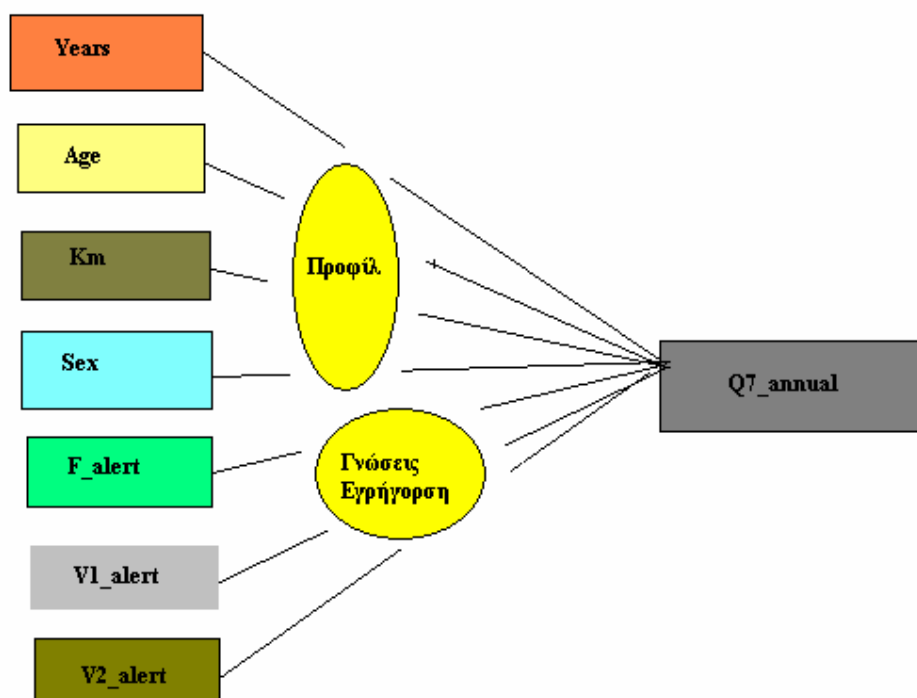 Years
Age
Km
Προφίλ
Sex
Q7_annual
F_alert
Γνώσεις
Εγρήγορση
V1_alert
V2_alert